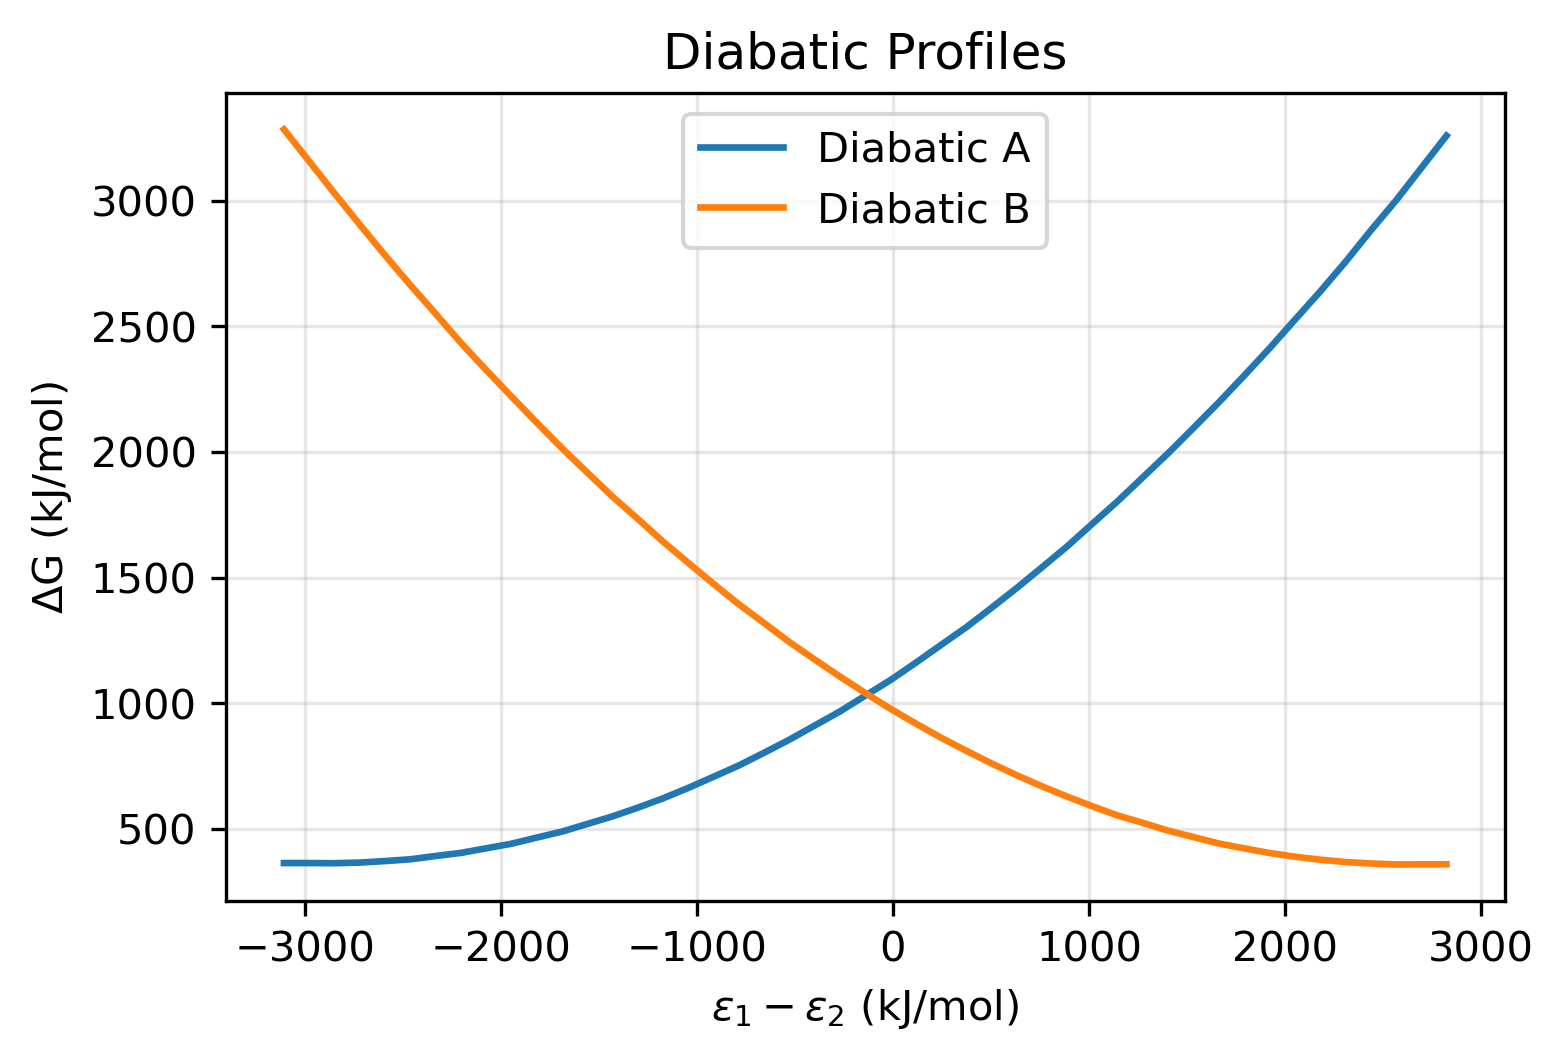 Diabatic Profiles
Diabatic A
Diabatic B
ΔG (kJ/mol)
3000
2500
2000
1500
1000
500
−3000 −2000 −1000 0 1000 2000 3000
ε₁ − ε₂ (kJ/mol)